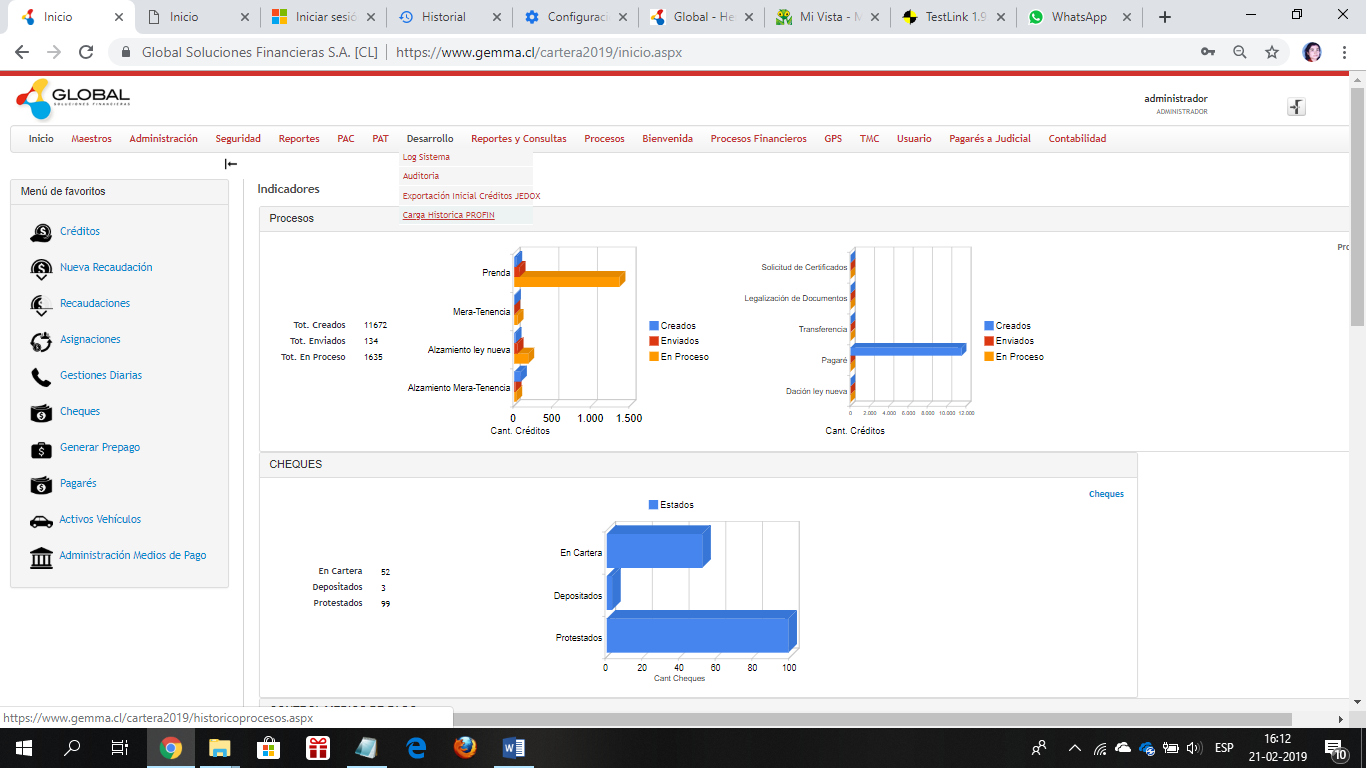 Inicio
Inicio
Iniciar sesió
Historial
Configuraci
Global - He
Mi Vista - M
TestLink 1.9
WhatsApp
Global Soluciones Financieras S.A. [CL] | https://www.gemma.cl/cartera2019/inicio.aspx
GLOBAL
SOLUCIONES FINANCIERAS
administrador
ADMINISTRADOR
Inicio Maestros Administración Seguridad Reportes PAC PAT Desarrollo Reportes y Consultas Procesos Bienvenida Procesos Financieros GPS TMC Usuario Pagarés a Judicial Contabilidad
Log Sistema
Auditoria
Exportación Inicial Créditos JEDOX
Carga Histórica PROFIN
Menú de favoritos
Créditos
Nueva Recaudación
Recaudaciones
Asignaciones
Gestiones Diarias
Cheques
Generar Prepago
Pagarés
Activos Vehículos
Administración Medios de Pago
Indicadores
Procesos
Pro
Tot. Creados 11672
Tot. Enviados 134
Tot. En Proceso 1635
Prenda
Mera-Tenencia
Alzamiento ley nueva
Alzamiento Mera-Tenencia
0 500 1.000 1.500
Cant. Créditos
Creados
Enviados
En Proceso
Solicitud de Certificados
Legalización de Documentos
Transferencia
Pagaré
Dación ley nueva
0 2.000 4.000 6.000 8.000 10.000 12.000
Cant. Créditos
Creados
Enviados
En Proceso
CHEQUES
Cheques
Estados
En Cartera 52
Depositados 3
Protestados 99
En Cartera
Depositados
Protestados
0 20 40 60 80 100
Cant Cheques
https://www.gemma.cl/cartera2019/historicoprocesos.aspx
ESP
16:12
21-02-2019
10